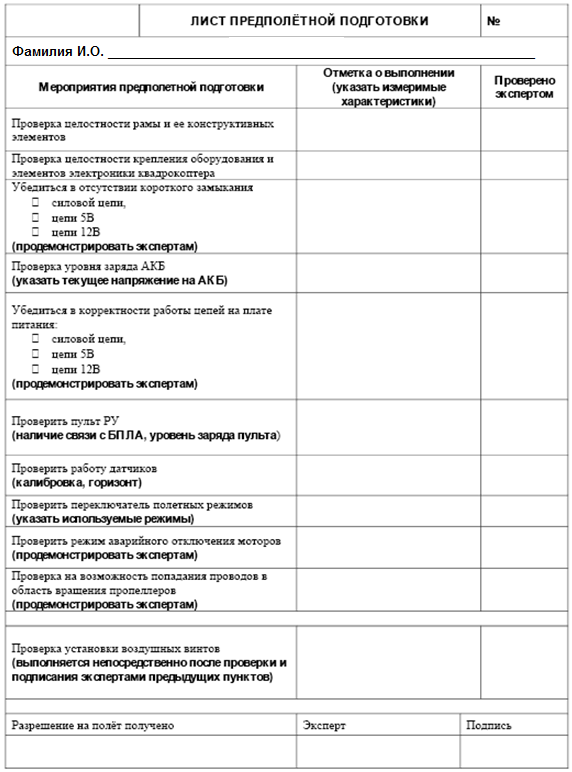 ЛИСТ ПРЕДПОЛЁТНОЙ ПОДГОТОВКИ
№
Фамилия И.О.
Мероприятия предполетной подготовки
Отметка о выполнении
(указать измеримые
характеристики)
Проверено
экспертом
Проверка целостности рамы и ее конструктивных
элементов
Проверка целостности крепления оборудования и
элементов электроники квадрокоптера
Убедиться в отсутствии короткого замыкания
силовой цепи,
цепи 5В
цепи 12В
(продемонстрировать экспертам)
Проверка уровня заряда АКБ
(указать текущее напряжение на АКБ)
Убедиться в корректности работы цепей на плате
питания:
силовой цепи,
цепи 5В
цепи 12В
(продемонстрировать экспертам)
Проверить пульт РУ
(наличие связи с БПЛА, уровень заряда пульта)
Проверить работу датчиков
(калибровка, горизонт)
Проверить переключатель полетных режимов
(указать используемые режимы)
Проверить режим аварийного отключения моторов
(продемонстрировать экспертам)
Проверка на возможность попадания проводов в
область вращения пропеллеров
(продемонстрировать экспертам)
Проверка установки воздушных винтов
(выполняется непосредственно после проверки и
подписания экспертами предыдущих пунктов)
Разрешение на полёт получено
Эксперт
Подпись